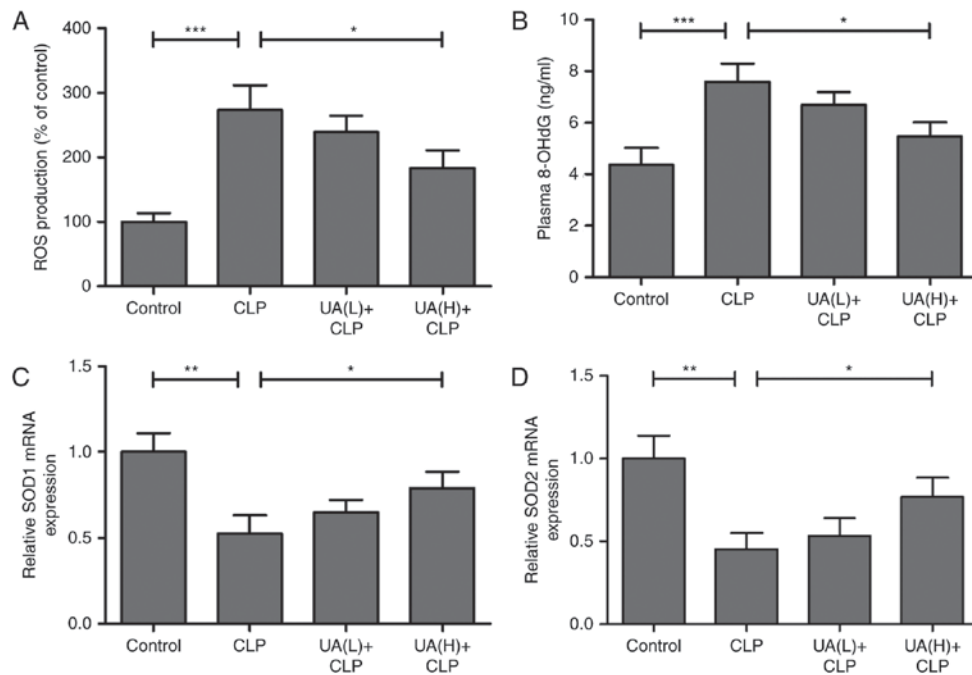 A
ROS production (% of control)
400
300
200
100
0
***
*
Control
CLP
UA(L)+
CLP
UA(H)+
CLP
B
Plasma 8-OHdG (ng/ml)
10
8
6
4
2
0
***
*
Control
CLP
UA(L)+
CLP
UA(H)+
CLP
C
Relative SOD1 mRNA
expression
1.5
1.0
0.5
0.0
**
*
Control
CLP
UA(L)+
CLP
UA(H)+
CLP
D
Relative SOD2 mRNA
expression
1.5
1.0
0.5
0.0
**
*
Control
CLP
UA(L)+
CLP
UA(H)+
CLP